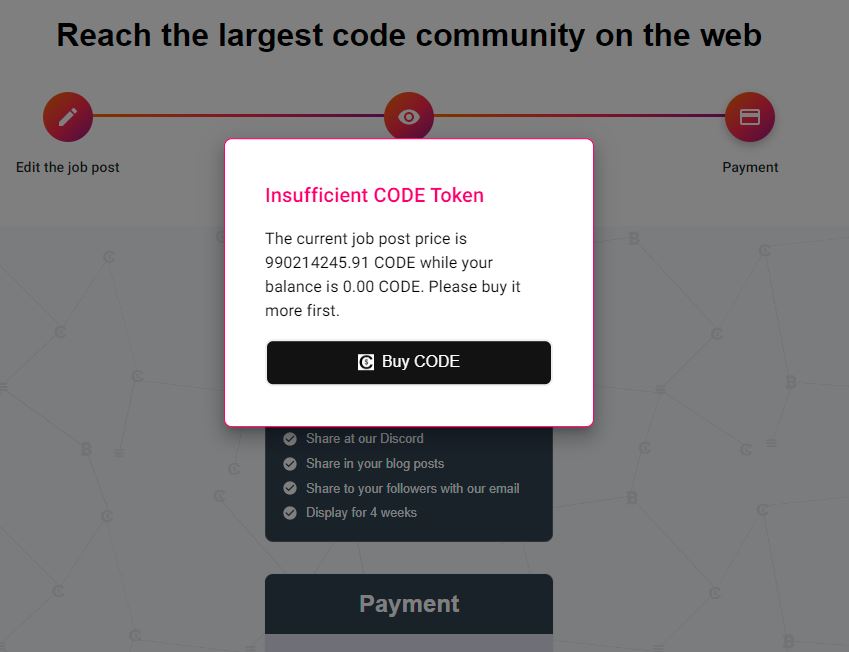 Reach the largest code community on the web
Edit the job post
Payment
Insufficient CODE Token
The current job post price is
990214245.91 CODE while your
balance is 0.00 CODE. Please buy it
more first.
Buy CODE
Share at our Discord
Share in your blog posts
Share to your followers with our email
Display for 4 weeks
Payment